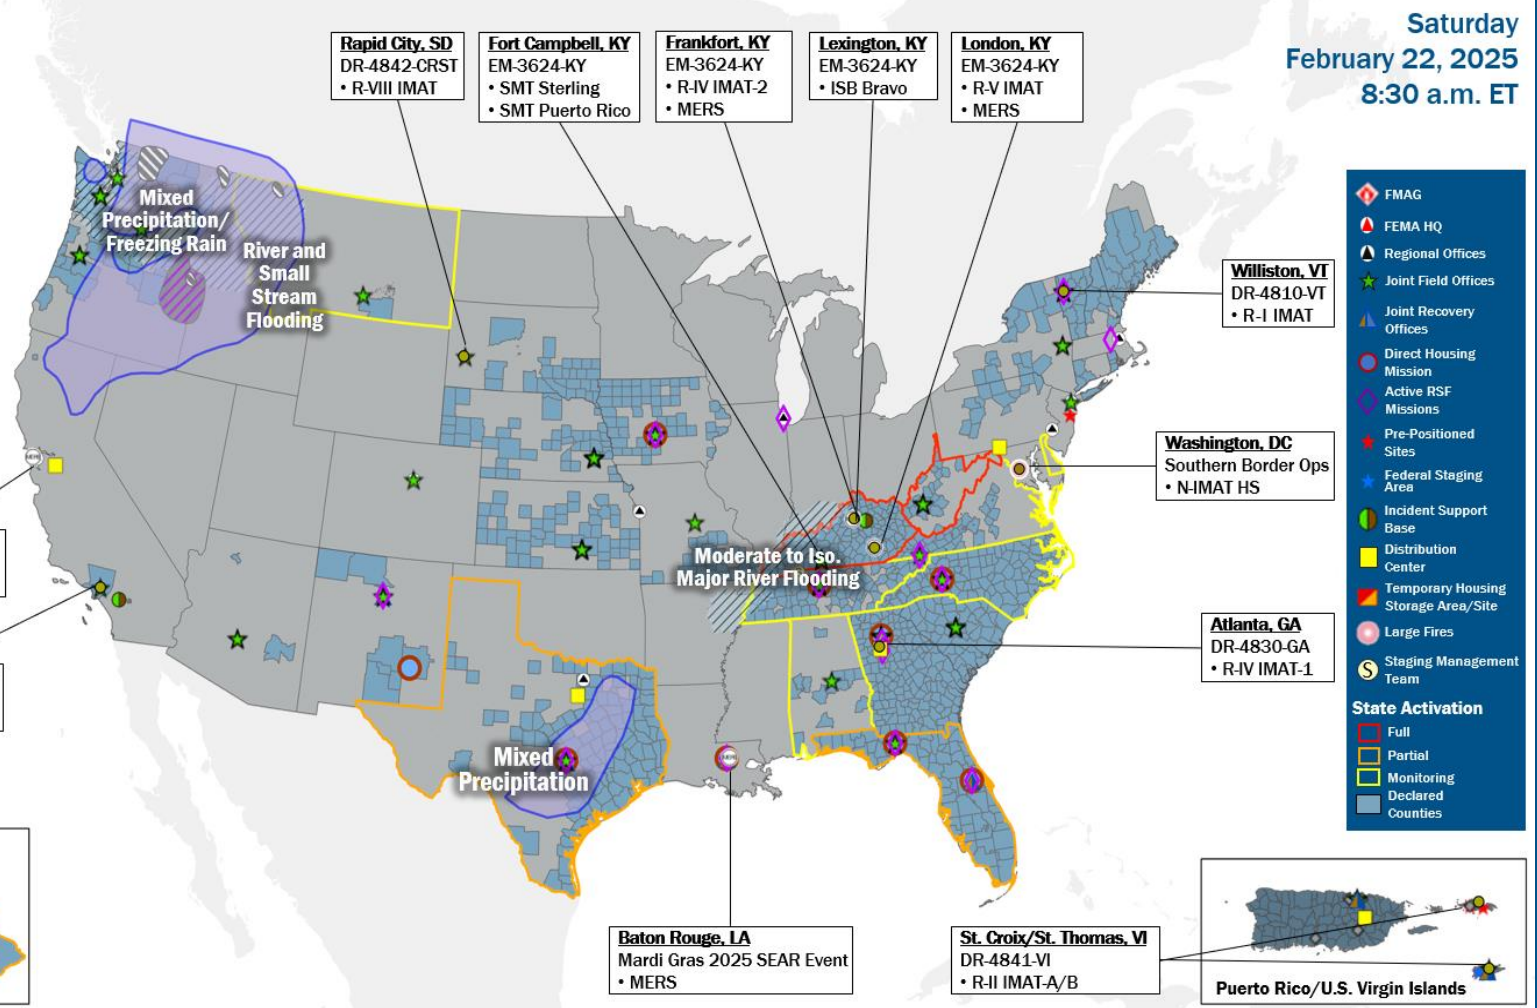 Saturday
February 22, 2025
8:30 a.m. ET
Rapid City, SD
DR-4842-CRST
• R-VIII IMAT
Fort Campbell, KY
EM-3624-KY
• SMT Sterling
• SMT Puerto Rico
Frankfort, KY
EM-3624-KY
• R-IV IMAT-2
• MERS
Lexington, KY
EM-3624-KY
• ISB Bravo
London, KY
EM-3624-KY
• R-V IMAT
• MERS
Mixed
Precipitation/
Freezing Rain
River and
Small
Stream
Flooding
Williston, VT
DR-4810-VT
• R-I IMAT
Washington, DC
Southern Border Ops
• N-IMAT HS
Moderate to Iso.
Major River Flooding
Atlanta, GA
DR-4830-GA
• R-IV IMAT-1
Mixed
Precipitation
Baton Rouge, LA
Mardi Gras 2025 SEAR Event
• MERS
St. Croix/St. Thomas, VI
DR-4841-VI
• R-II IMAT-A/B
Puerto Rico/U.S. Virgin Islands
FMAG
FEMA HQ
Regional Offices
Joint Field Offices
Joint Recovery
Offices
Direct Housing
Mission
Active RSF
Missions
Pre-Positioned
Sites
Federal Staging
Area
Incident Support
Base
Distribution
Center
Temporary Housing
Storage Area/Site
Large Fires
S
Staging Management
Team
State Activation
Full
Partial
Monitoring
Declared
Counties